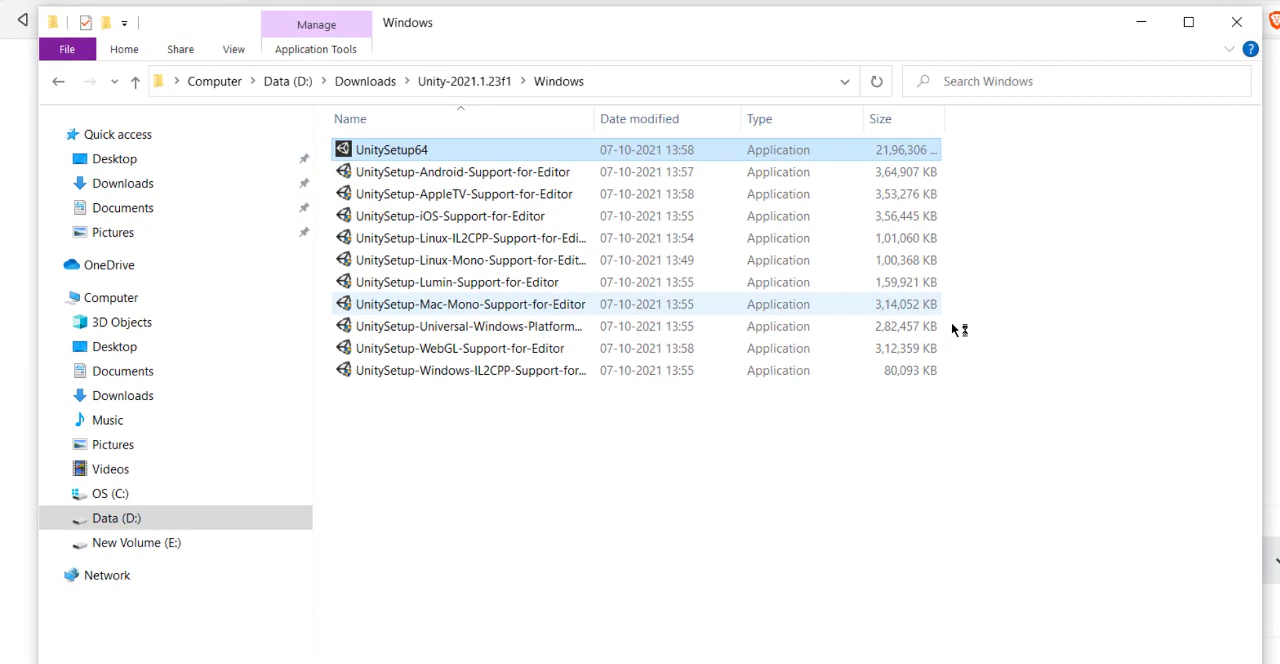 Manage
Windows
File
Home
Share
View
Application Tools
?
Computer
Data (D:)
Downloads
Unity-2021.1.23f1
Windows
Search Windows
Name
Date modified
Type
Size
Quick access
Desktop
Downloads
Documents
Pictures
OneDrive
Computer
3D Objects
Desktop
Documents
Downloads
Music
Pictures
Videos
OS (C:)
Data (D:)
New Volume (E:)
Network
UnitySetup64 07-10-2021 13:58 Application 21,96,306 ...
UnitySetup-Android-Support-for-Editor 07-10-2021 13:57 Application 3,64,907 KB
UnitySetup-AppleTV-Support-for-Editor 07-10-2021 13:58 Application 3,53,276 KB
UnitySetup-iOS-Support-for-Editor 07-10-2021 13:55 Application 3,56,445 KB
UnitySetup-Linux-IL2CPP-Support-for-Edi... 07-10-2021 13:54 Application 1,01,060 KB
UnitySetup-Linux-Mono-Support-for-Edit... 07-10-2021 13:49 Application 1,00,368 KB
UnitySetup-Lumin-Support-for-Editor 07-10-2021 13:55 Application 1,59,921 KB
UnitySetup-Mac-Mono-Support-for-Editor 07-10-2021 13:55 Application 3,14,052 KB
UnitySetup-Universal-Windows-Platform... 07-10-2021 13:55 Application 2,82,457 KB
UnitySetup-WebGL-Support-for-Editor 07-10-2021 13:58 Application 3,12,359 KB
UnitySetup-Windows-IL2CPP-Support-for... 07-10-2021 13:55 Application 80,093 KB